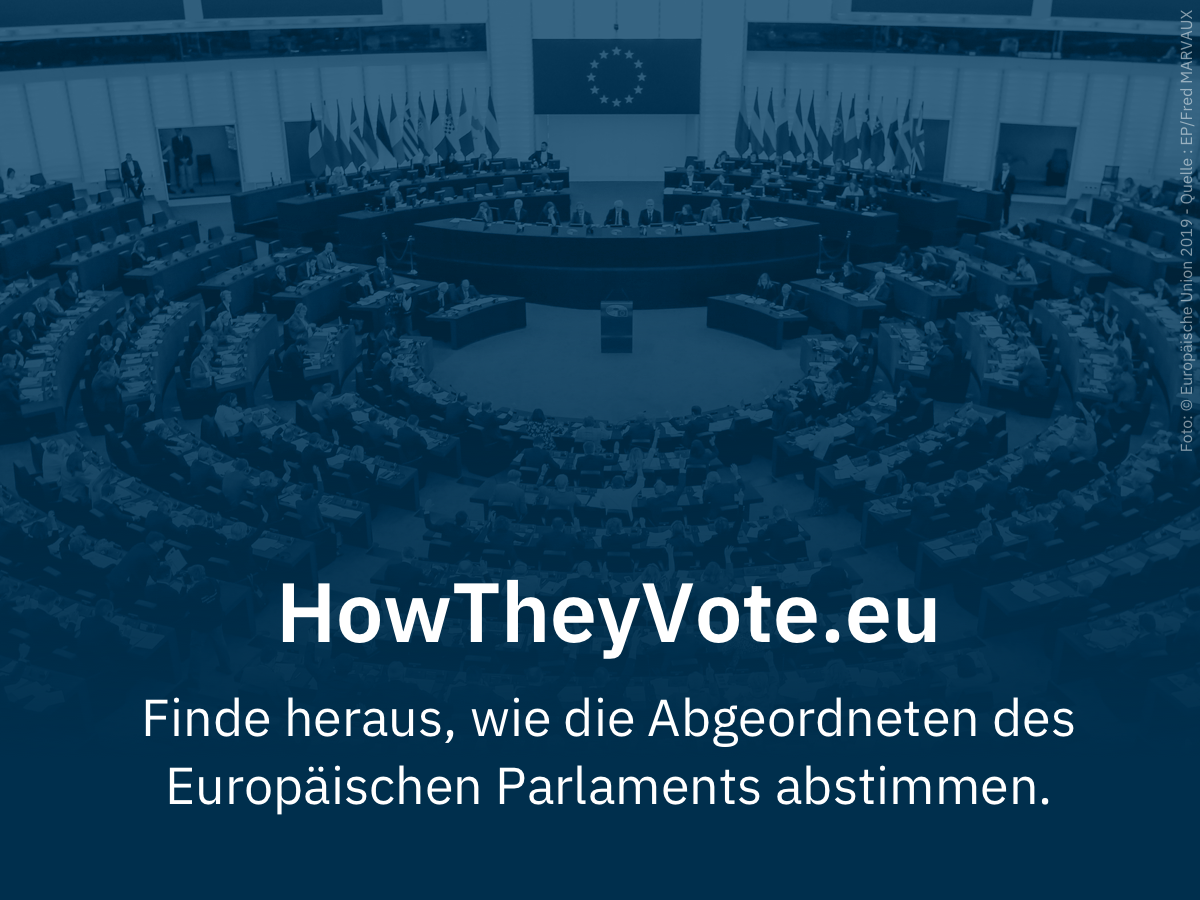 HowTheyVote.eu
Finde heraus, wie die Abgeordneten des
Europäischen Parlaments abstimmen.
Foto: © Europäische Union 2019 - Quelle : EP/Fred MARVAUX